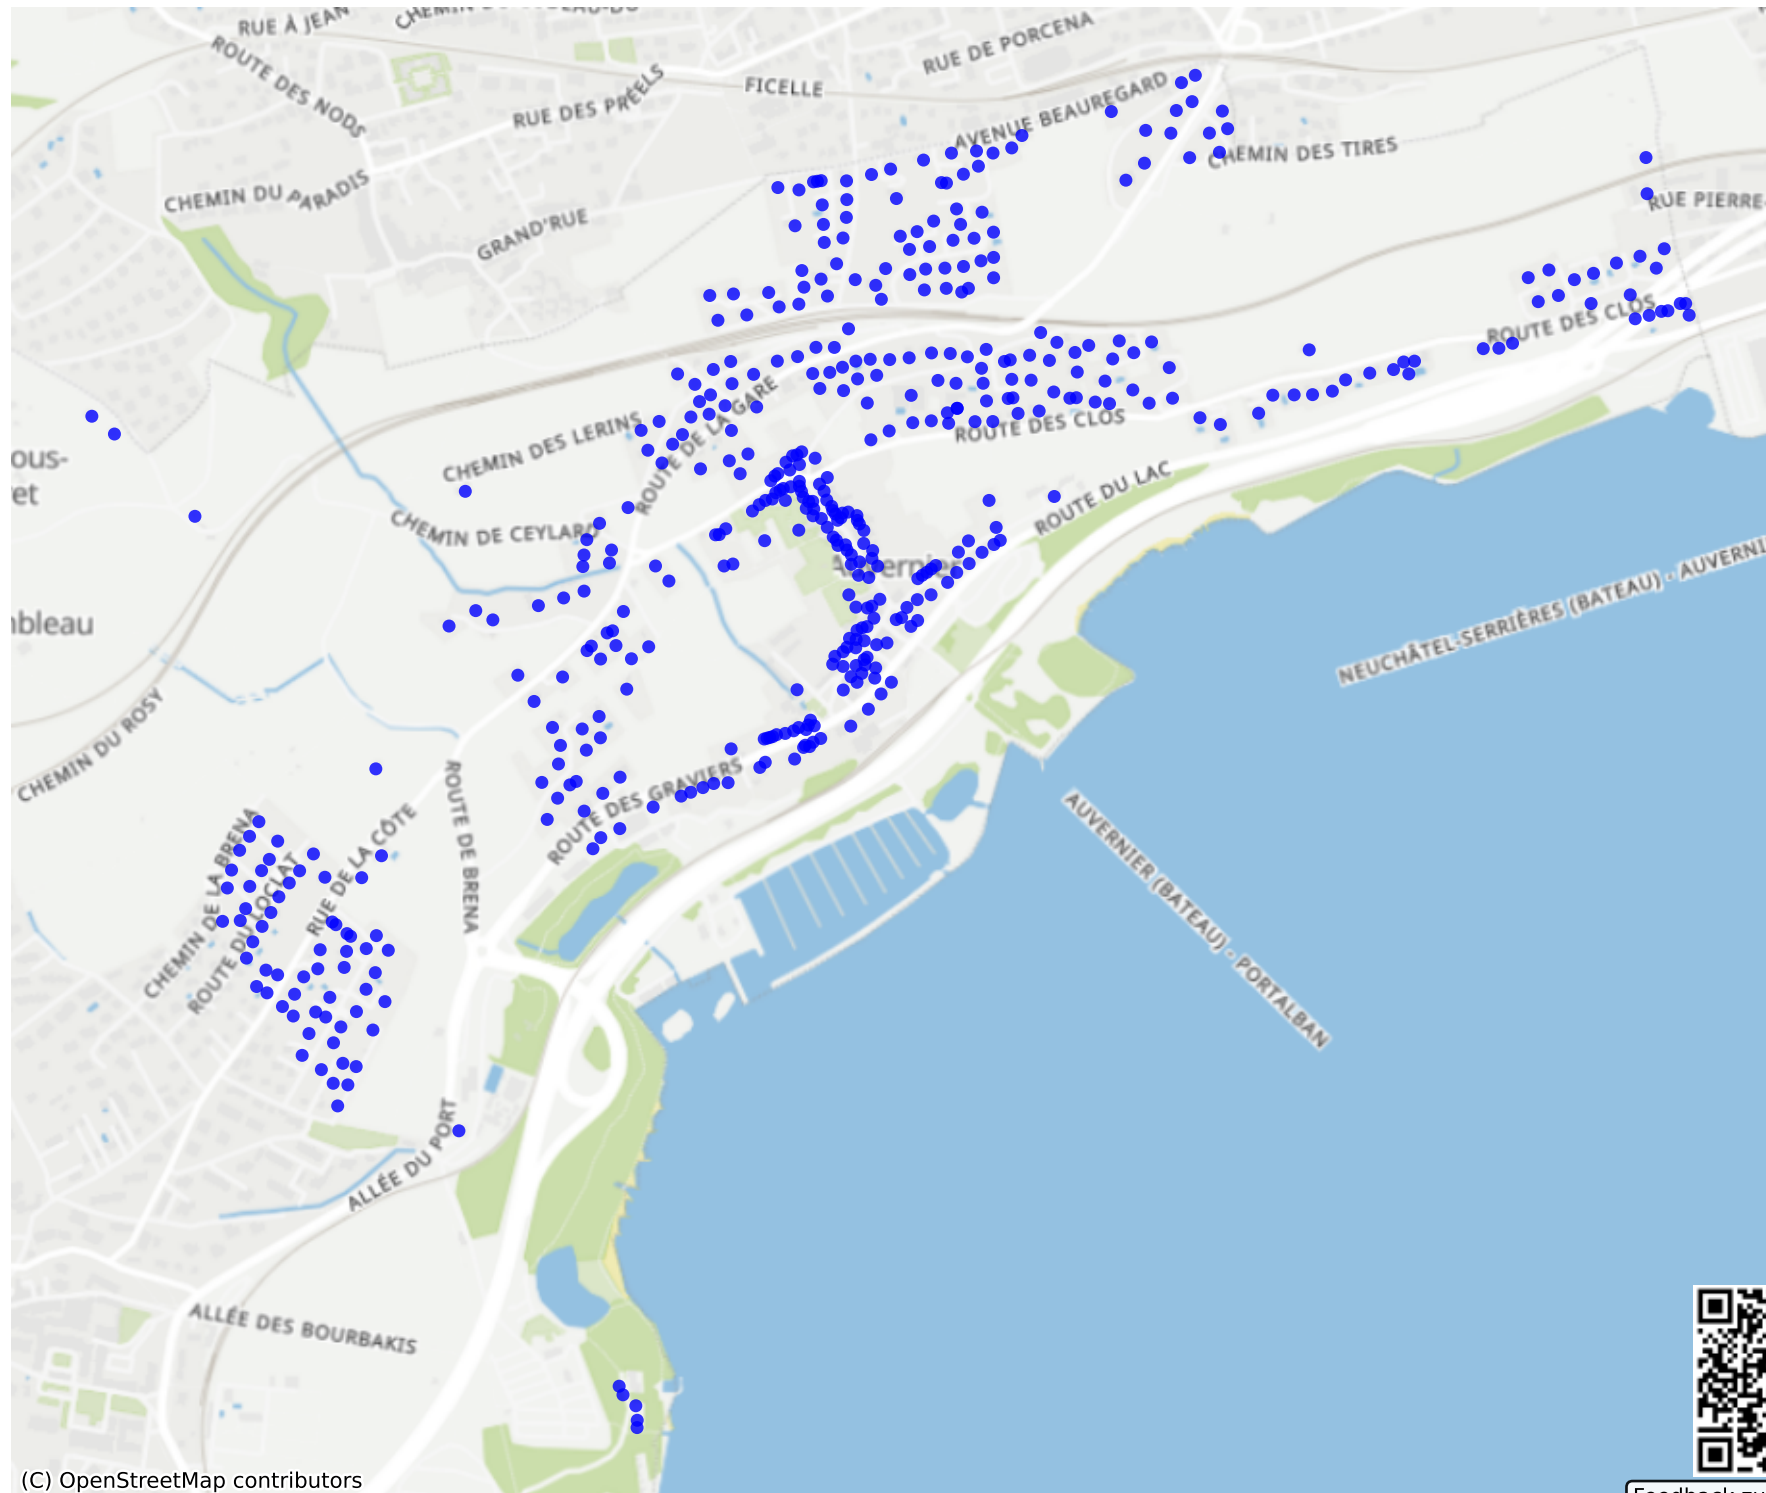 RUE À JEAN
RUE DE PORCENA
ROUTE DES NODS
RUE DES PRÉELS
FICELLE
AVENUE BEAUREGARD
CHEMIN DES TIRES
CHEMIN DU PARADIS
GRAND'RUE
RUE PIERRE-
ROUTE DES CLOS
ROUTE DE LA GARE
CHEMIN DES LERINS
ROUTE DES CLOS
ous-
et
ROUTE DU LAC
CHEMIN DE CEYLARD
Auvernier
NEUCHÂTEL-SERRIÈRES (BATEAU) - AUVERNI
mbleau
CHEMIN DU ROSY
ROUTE DE BRENA
ROUTE DES GRAVIERS
AUVERNIER (BATEAU) - PORTALBAN
CHEMIN DE LA BRENA
ROUTE DU LOCLAT
RUE DE LA CÔTE
ALLÉE DU PORT
ALLÉE DES BOURBAKIS
(C) OpenStreetMap contributors